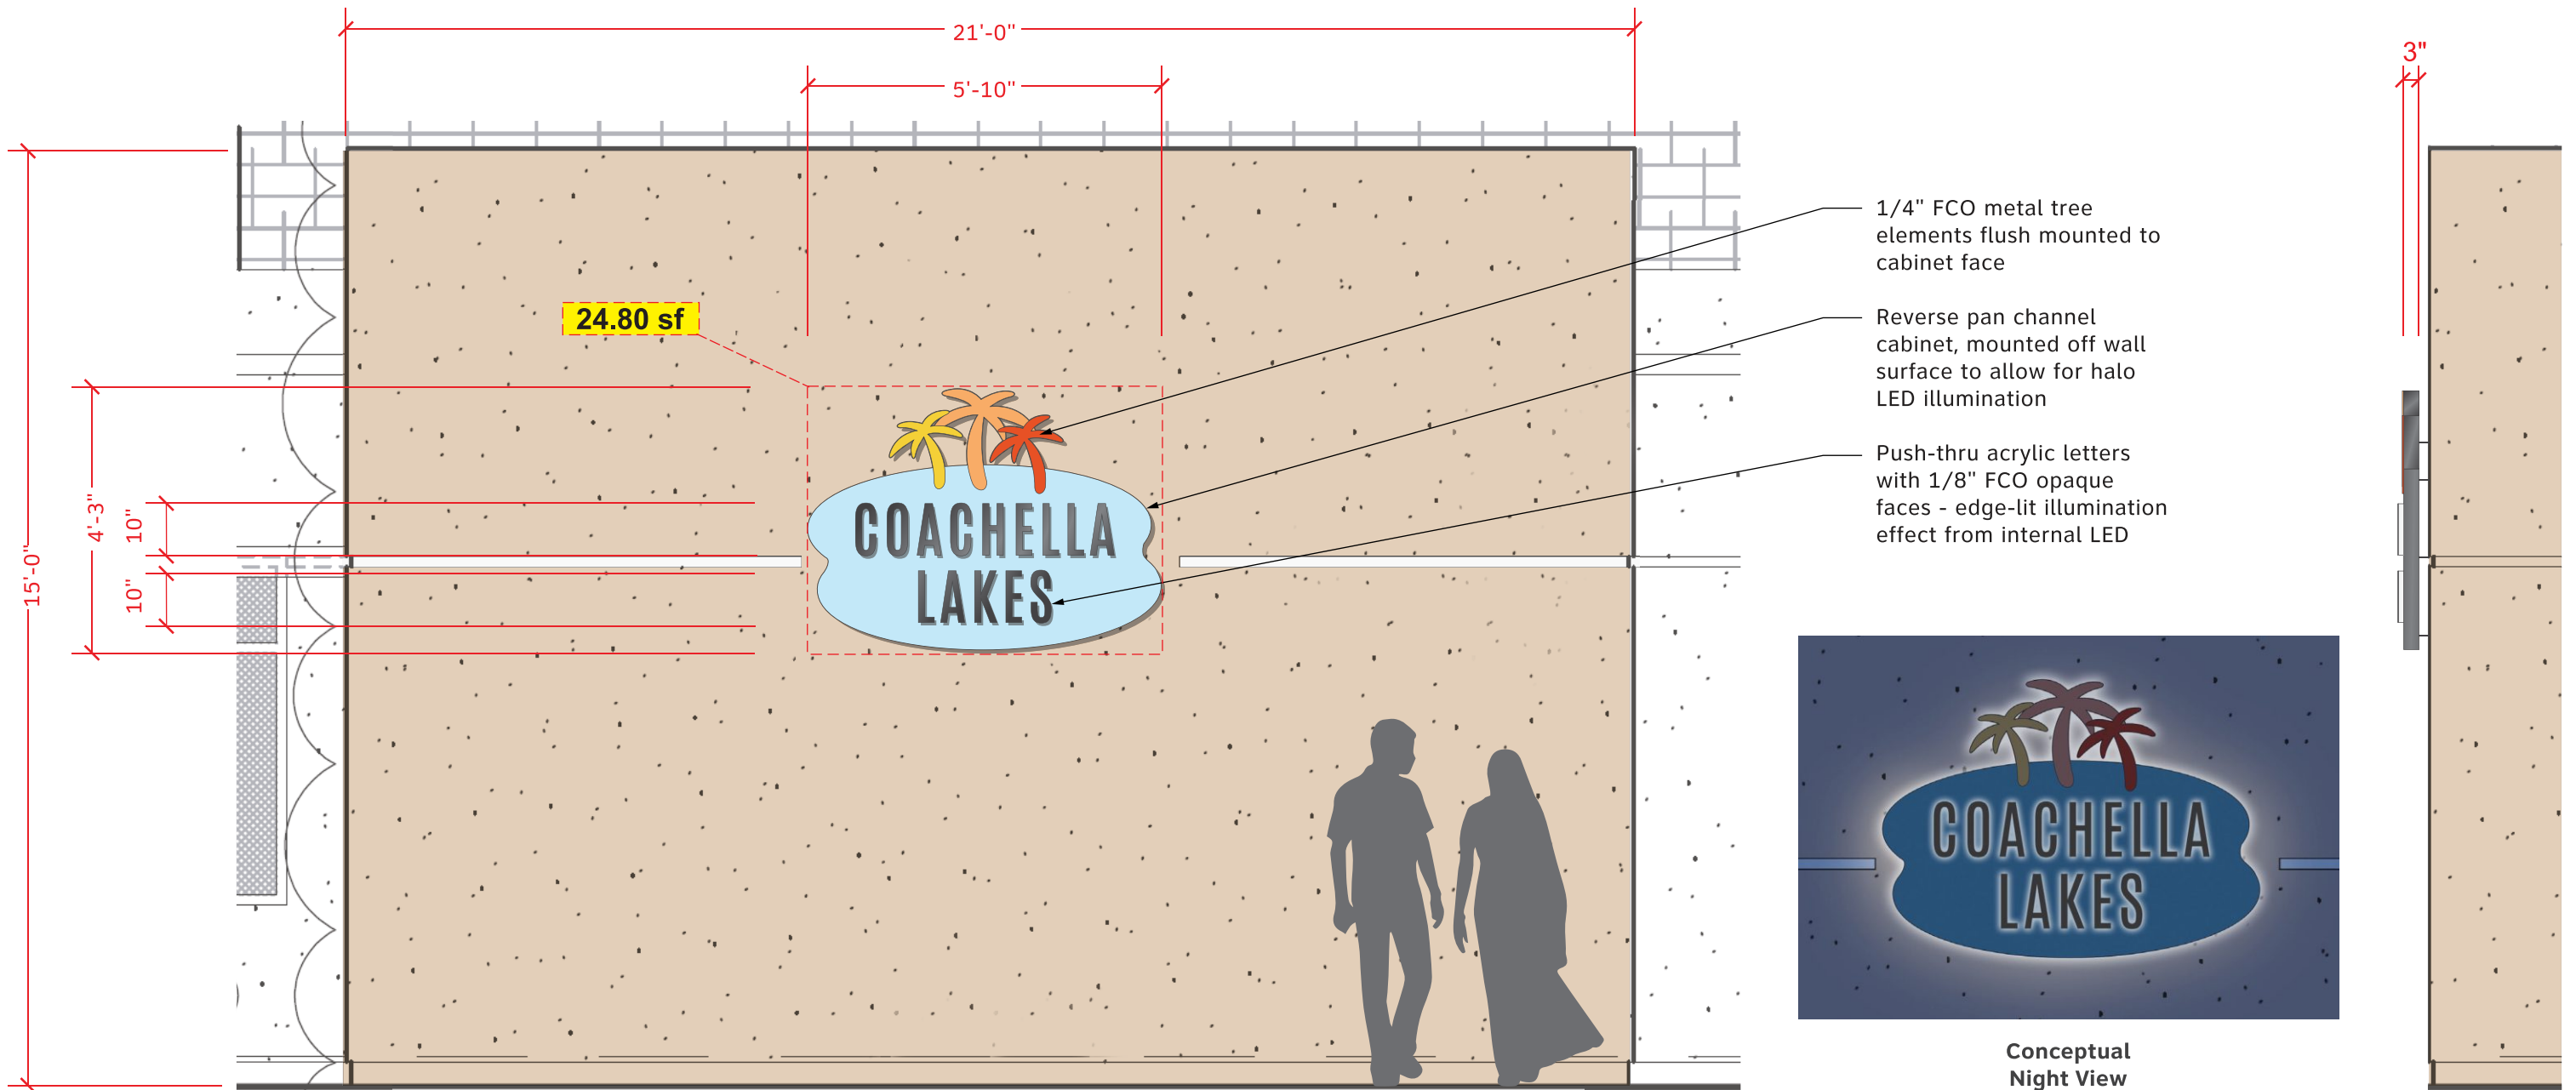 21'-0"
3"
5'-10"
1/4" FCO metal tree
elements flush mounted to
cabinet face
24.80 sf
Reverse pan channel
cabinet, mounted off wall
surface to allow for halo
LED illumination
Push-thru acrylic letters
with 1/8" FCO opaque
faces - edge-lit illumination
effect from internal LED
15'-0"
4'-3"
10"
10"
COACHELLA
LAKES
COACHELLA
LAKES
Conceptual
Night View